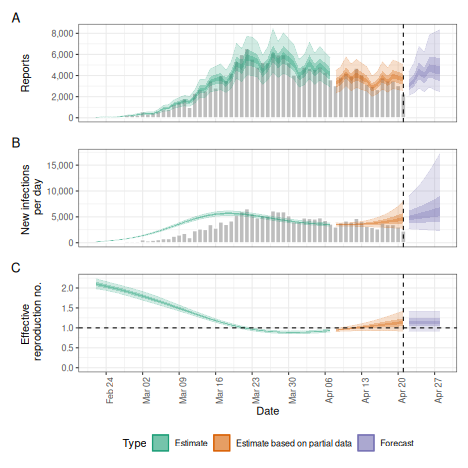 A
8,000
6,000
4,000
2,000
0
Reports
B
15,000
10,000
5,000
0
New infections
per day
C
2.0
1.5
1.0
0.5
0.0
Effective
reproduction no.
Feb 24
Mar 02
Mar 09
Mar 16
Mar 23
Mar 30
Apr 06
Apr 13
Apr 20
Apr 27
Date
Type Estimate Estimate based on partial data Forecast